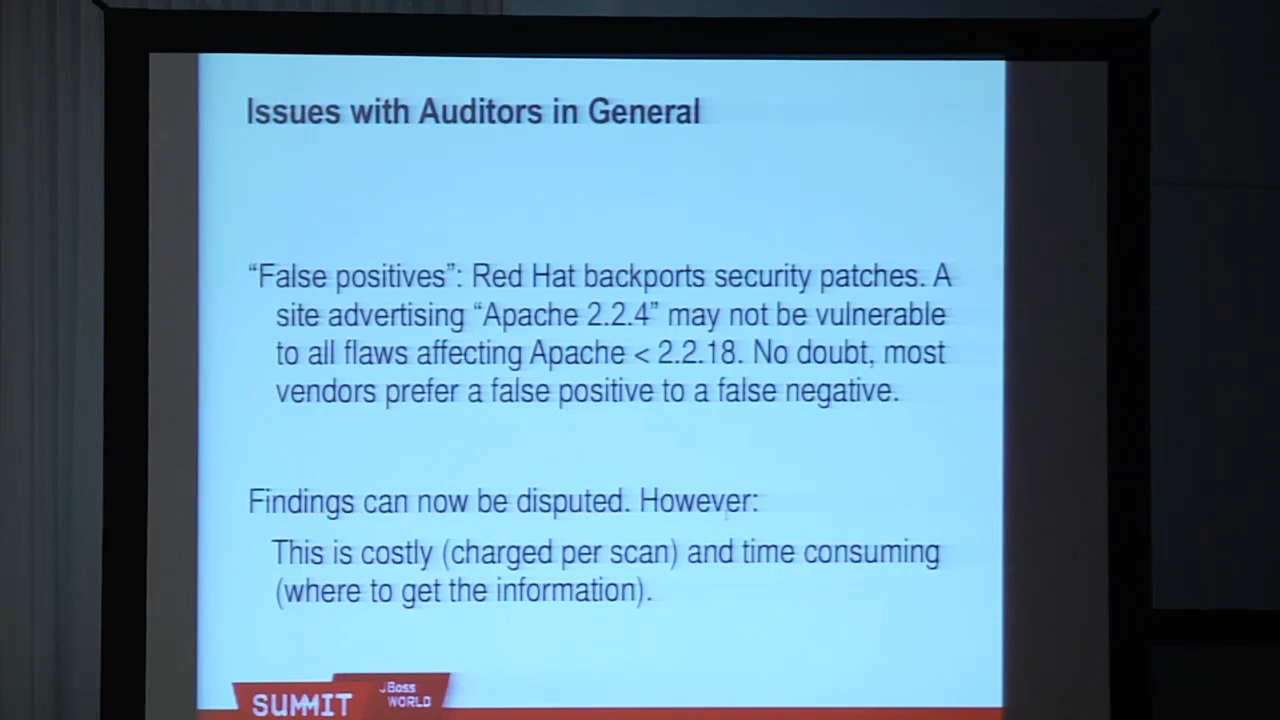 Issues with Auditors in General
“False positives”: Red Hat backports security patches. A
site advertising “Apache 2.2.4” may not be vulnerable
to all flaws affecting Apache < 2.2.18. No doubt, most
vendors prefer a false positive to a false negative.
Findings can now be disputed. However:
This is costly (charged per scan) and time consuming
(where to get the information).
SUMMIT
JBoss
WORLD